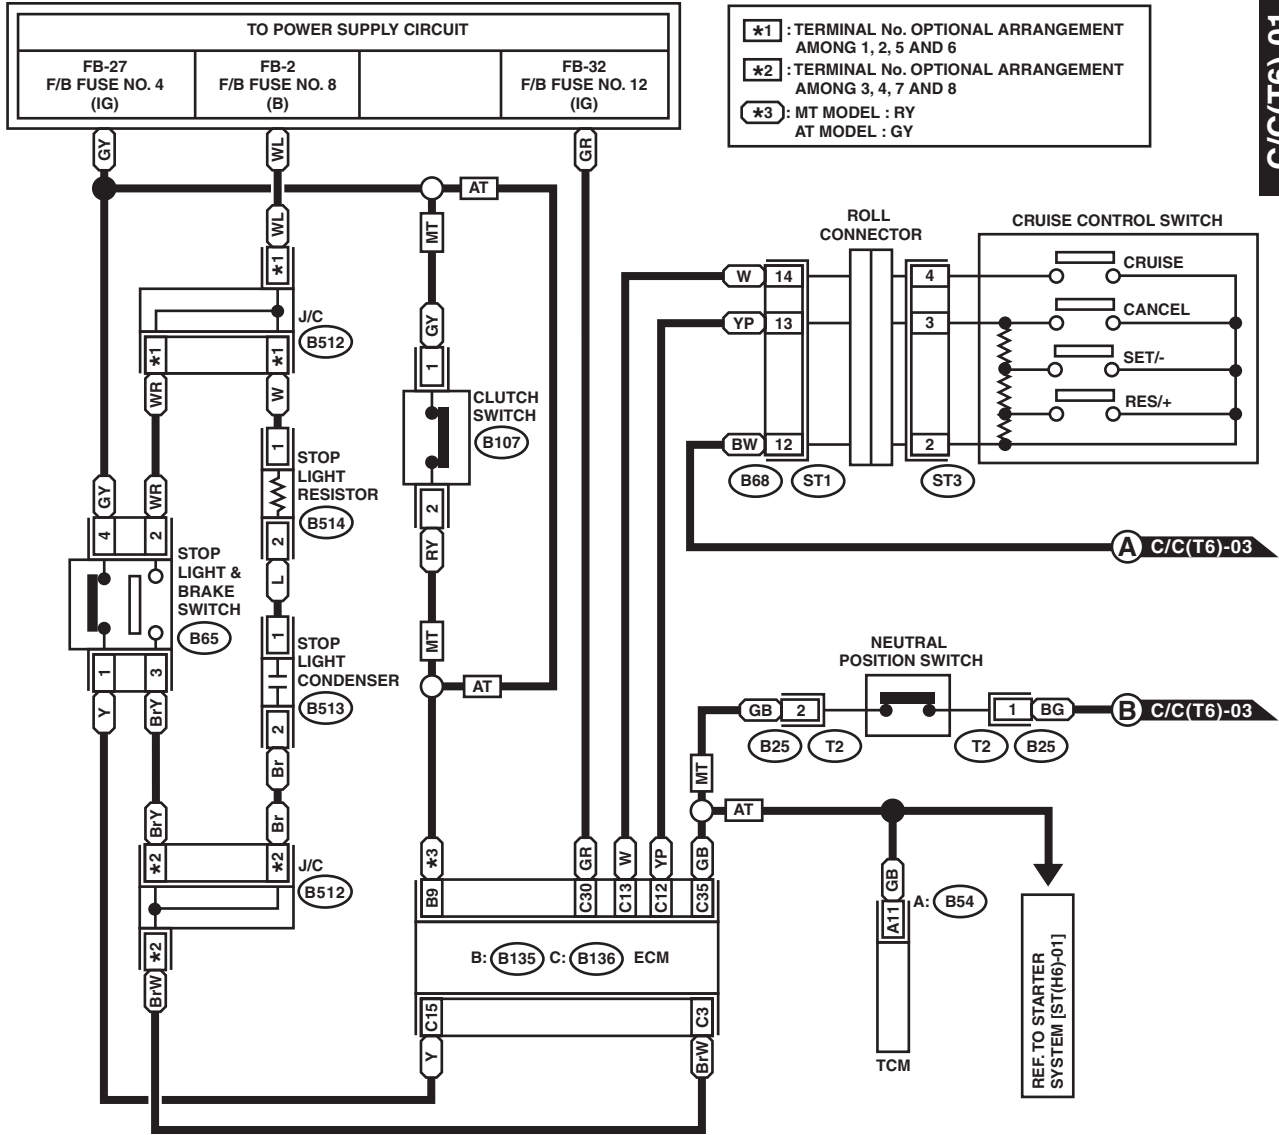 TO POWER SUPPLY CIRCUIT
FB-27
F/B FUSE NO. 4
(IG)
FB-2
F/B FUSE NO. 8
(B)
FB-32
F/B FUSE NO. 12
(IG)
*1 : TERMINAL No. OPTIONAL ARRANGEMENT
AMONG 1, 2, 5 AND 6
*2 : TERMINAL No. OPTIONAL ARRANGEMENT
AMONG 3, 4, 7 AND 8
*3 : MT MODEL : RY
AT MODEL : GY
C/C(T6)-01
GY
WL
GR
AT
WL
MT
*1
J/C
B512
*1
*1
GY
WR
W
1
CLUTCH
SWITCH
B107
1
STOP
LIGHT
RESISTOR
B514
GY
WR
2
4
2
2
RY
STOP
LIGHT &
BRAKE
SWITCH
B65
L
1
STOP
LIGHT
CONDENSER
B513
MT
AT
1
3
Y
BrY
2
Br
BrY
Br
*2
*2
J/C
B512
*2
BrW
ROLL
CONNECTOR
CRUISE CONTROL SWITCH
W
14
4
CRUISE
YP
13
3
CANCEL
SET/-
RES/+
BW
12
2
B68
ST1
ST3
A
C/C(T6)-03
NEUTRAL
POSITION SWITCH
GB
2
1
BG
B
C/C(T6)-03
B25
T2
T2
B25
MT
AT
*3
GR
W
YP
GB
B9
C30
C13
C12
C35
B: B135 C: B136 ECM
C15
C3
Y
BrW
GB
A11
A: B54
TCM
REF. TO STARTER
SYSTEM [ST(H6)-01]